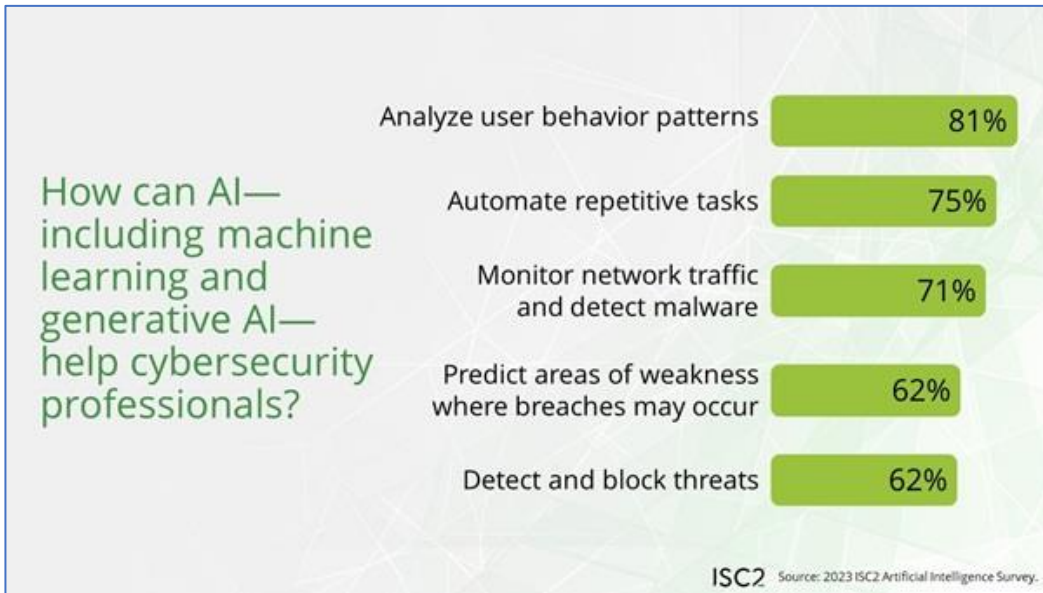 How can AI—
including machine
learning and
generative AI—
help cybersecurity
professionals?
Analyze user behavior patterns
81%
Automate repetitive tasks
75%
Monitor network traffic
and detect malware
71%
Predict areas of weakness
where breaches may occur
62%
Detect and block threats
62%
ISC2 Source: 2023 ISC2 Artificial Intelligence Survey.